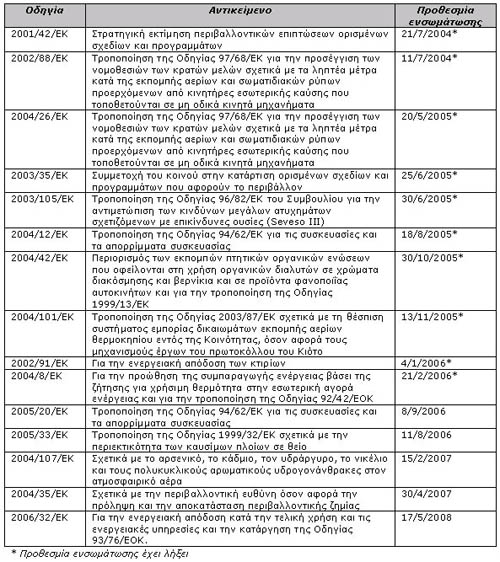 Οδηγία Αντικείμενο Προθεσμία
ενσωμάτωσης
2001/42/ΕΚ Στρατηγική εκτίμηση περιβαλλοντικών επιπτώσεων ορισμένων 21/7/2004*
σχεδίων και προγραμμάτων
2002/88/ΕΚ Τροποποίηση της Οδηγίας 97/68/ΕΚ για την προσέγγιση των 11/7/2004*
νομοθεσιών των κρατών μελών σχετικά με τα ληπτέα μέτρα
κατά της εκπομπής αερίων και σωματιδιακών ρύπων
προερχόμενων από κινητήρες εσωτερικής καύσης που
τοποθετούνται σε μη οδικά κινητά μηχανήματα
2004/26/ΕΚ Τροποποίηση της Οδηγίας 97/68/ΕΚ για την προσέγγιση των 20/5/2005*
νομοθεσιών των κρατών μελών σχετικά με τα ληπτέα μέτρα
κατά της εκπομπής αερίων και σωματιδιακών ρύπων
προερχόμενων από κινητήρες εσωτερικής καύσης που
τοποθετούνται σε μη οδικά κινητά μηχανήματα
2003/35/ΕΚ Συμμετοχή του κοινού στην κατάρτιση ορισμένων σχεδίων και 25/6/2005*
προγραμμάτων που αφορούν το περιβάλλον.
2003/105/ΕΚ Τροποποίηση της Οδηγίας 96/82/ΕΚ του Συμβουλίου για την 30/6/2005*
αντιμετώπιση των κινδύνων μεγάλων ατυχημάτων
σχετιζόμενων με επικίνδυνες ουσίες (Seveso III)
2004/12/ΕΚ Τροποποίηση της Οδηγίας 94/62/ΕΚ για τις συσκευασίες και 18/8/2005*
τα απορρίμματα συσκευασίας
2004/42/ΕΚ Περιορισμός των εκπομπών πτητικών οργανικών ενώσεων 30/10/2005*
που οφείλονται στη χρήση οργανικών διαλυτών σε χρώματα
διακόσμησης και βερνίκια και σε προϊόντα φανοποιΐας
αυτοκινήτων και για την τροποποίηση της Οδηγίας
1999/13/ΕΚ
2004/101/ΕΚ Τροποποίηση της Οδηγίας 2003/87/ΕΚ σχετικά με τη θέσπιση 13/11/2005*
συστήματος εμπορίας δικαιωμάτων εκπομπής αερίων
θερμοκηπίου εντός της Κοινότητας, όσον αφορά τους
μηχανισμούς έργου του πρωτοκόλλου του Κιότο
2002/91/ΕΚ Για την ενεργειακή απόδοση των κτιρίων 4/1/2006*
2004/8/ΕΚ Για την προώθηση της συμπαραγωγής ενέργειας βάσει της 21/2/2006*
ζήτησης για χρήσιμη θερμότητα στην εσωτερική αγορά
ενέργειας και για την τροποποίηση της Οδηγίας 92/42/ΕΟΚ
2005/20/ΕΚ Τροποποίηση της Οδηγίας 94/62/ΕΚ για τις συσκευασίες και 8/9/2006
τα απορρίμματα συσκευασίας
2005/33/ΕΚ Τροποποίηση της Οδηγίας 1999/32/ΕΚ σχετικά με την 11/8/2006
περιεκτικότητα των καυσίμων πλοίων σε θείο
2004/107/ΕΚ Σχετικά με το αρσενικό, το κάδμιο, τον υδράργυρο, το νικέλιο 15/2/2007
και τους πολυκυκλικούς αρωματικούς υδρογονάνθρακες στον
ατμοσφαιρικό αέρα
2004/35/ΕΚ Σχετικά με την περιβαλλοντική ευθύνη όσον αφορά την 30/4/2007
πρόληψη και την αποκατάσταση περιβαλλοντικής ζημίας
2006/32/ΕΚ Για την ενεργειακή απόδοση κατά την τελική χρήση και τις 17/5/2008
ενεργειακές υπηρεσίες και την κατάργηση της Οδηγίας
93/76/ΕΟΚ.
* Προθεσμία ενσωμάτωσης έχει λήξει